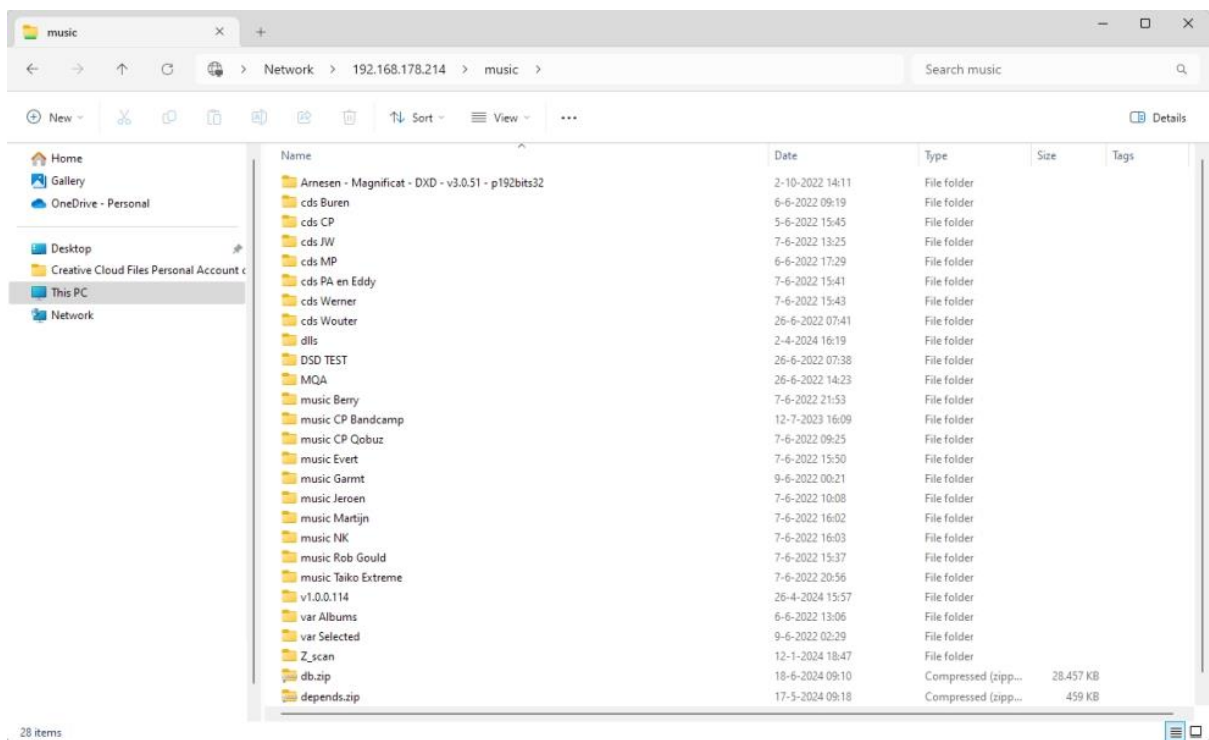 music
Network > 192.168.178.214 > music >
Search music
New
Sort
View
...
Details
Home
Gallery
OneDrive - Personal
Desktop
Creative Cloud Files Personal Account
This PC
Network
Name Date Type Size Tags
Arnesen - Magnificat - DXD - v3.0.51 - p192bits32 2-10-2022 14:11 File folder
cds Buren 6-6-2022 09:19 File folder
cds CP 5-6-2022 15:45 File folder
cds JW 7-6-2022 13:25 File folder
cds MP 6-6-2022 17:29 File folder
cds PA en Eddy 7-6-2022 15:41 File folder
cds Werner 7-6-2022 15:43 File folder
cds Wouter 26-6-2022 07:41 File folder
dlls 2-4-2024 16:19 File folder
DSD TEST 26-6-2022 07:38 File folder
MQA 26-6-2022 14:23 File folder
music Berry 7-6-2022 21:53 File folder
music CP Bandcamp 12-7-2023 16:09 File folder
music CP Qobuz 7-6-2022 09:25 File folder
music Evert 7-6-2022 15:50 File folder
music Garmt 9-6-2022 00:21 File folder
music Jeroen 7-6-2022 10:08 File folder
music Martijn 7-6-2022 16:02 File folder
music NK 7-6-2022 16:03 File folder
music Rob Gould 7-6-2022 15:37 File folder
music Taiko Extreme 7-6-2022 20:56 File folder
v1.0.0.114 26-4-2024 15:57 File folder
var Albums 6-6-2022 13:06 File folder
var Selected 9-6-2022 02:29 File folder
Z_scan 12-1-2024 18:47 File folder
db.zip 18-6-2024 09:10 Compressed (zipp... 28.457 KB
depends.zip 17-5-2024 09:18 Compressed (zipp... 459 KB
28 items